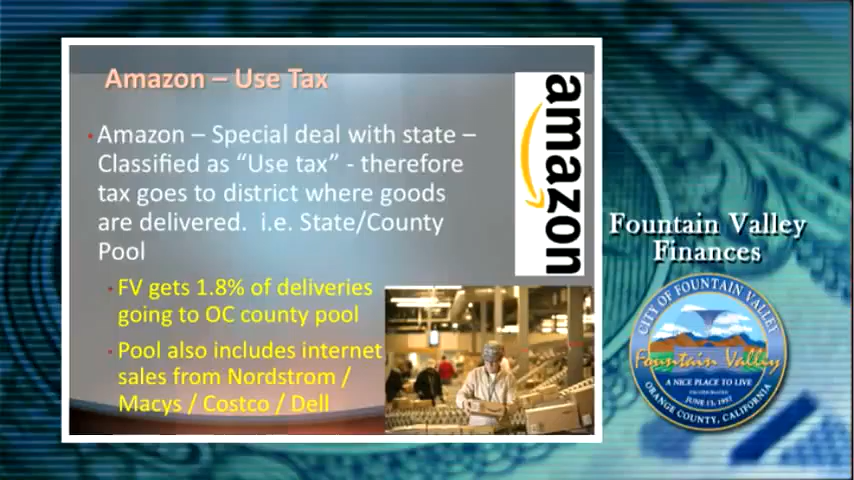 Amazon – Use Tax
• Amazon – Special deal with state –
Classified as “Use tax” - therefore
tax goes to district where goods
are delivered. i.e. State/County
Pool
• FV gets 1.8% of deliveries
going to OC county pool
• Pool also includes internet
sales from Nordstrom /
Macys / Costco / Dell
amazon
Fountain Valley
Finances
CITY OF FOUNTAIN VALLEY
Fountain Valley
A NICE PLACE TO LIVE
JUNE 13, 1957
ORANGE COUNTY, CALIFORNIA